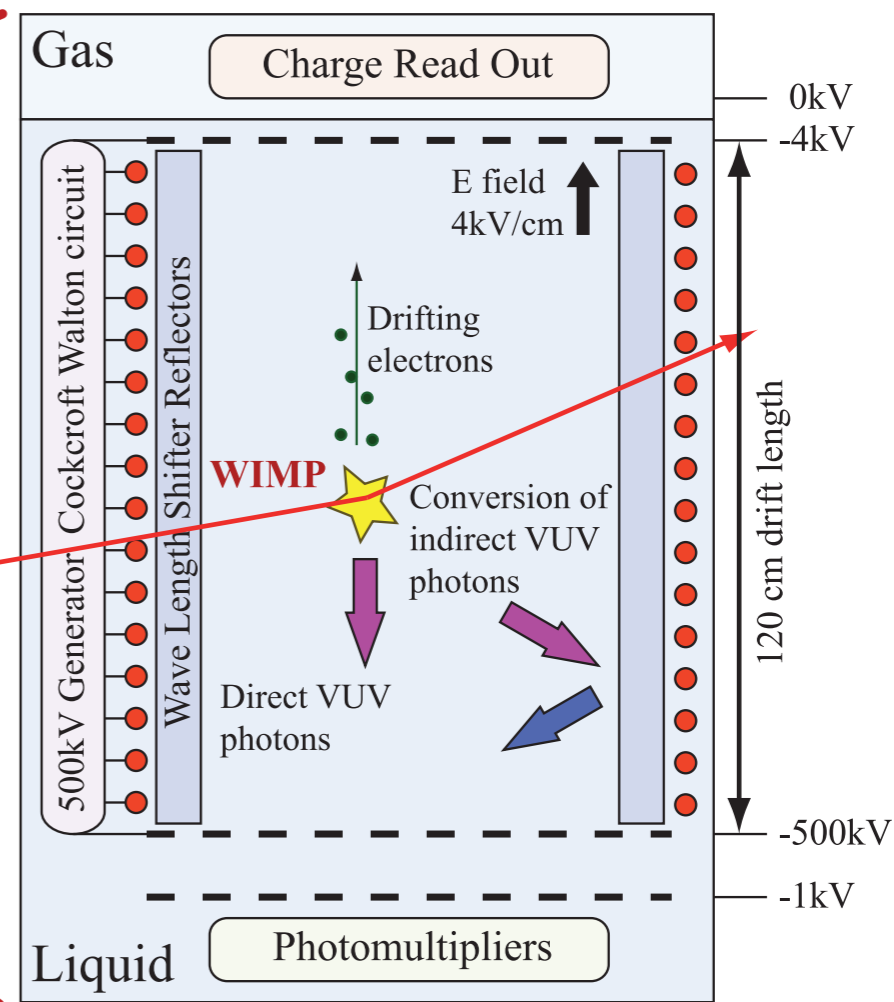 Gas
Charge Read Out
0kV
-4kV
E field
4kV/cm
500kV Generator Cockcroft Walton circuit
Wave Length Shifter Reflectors
Drifting
electrons
WIMP
Conversion of
indirect VUV
photons
120 cm drift length
Direct VUV
photons
-500kV
-1kV
Liquid
Photomultipliers